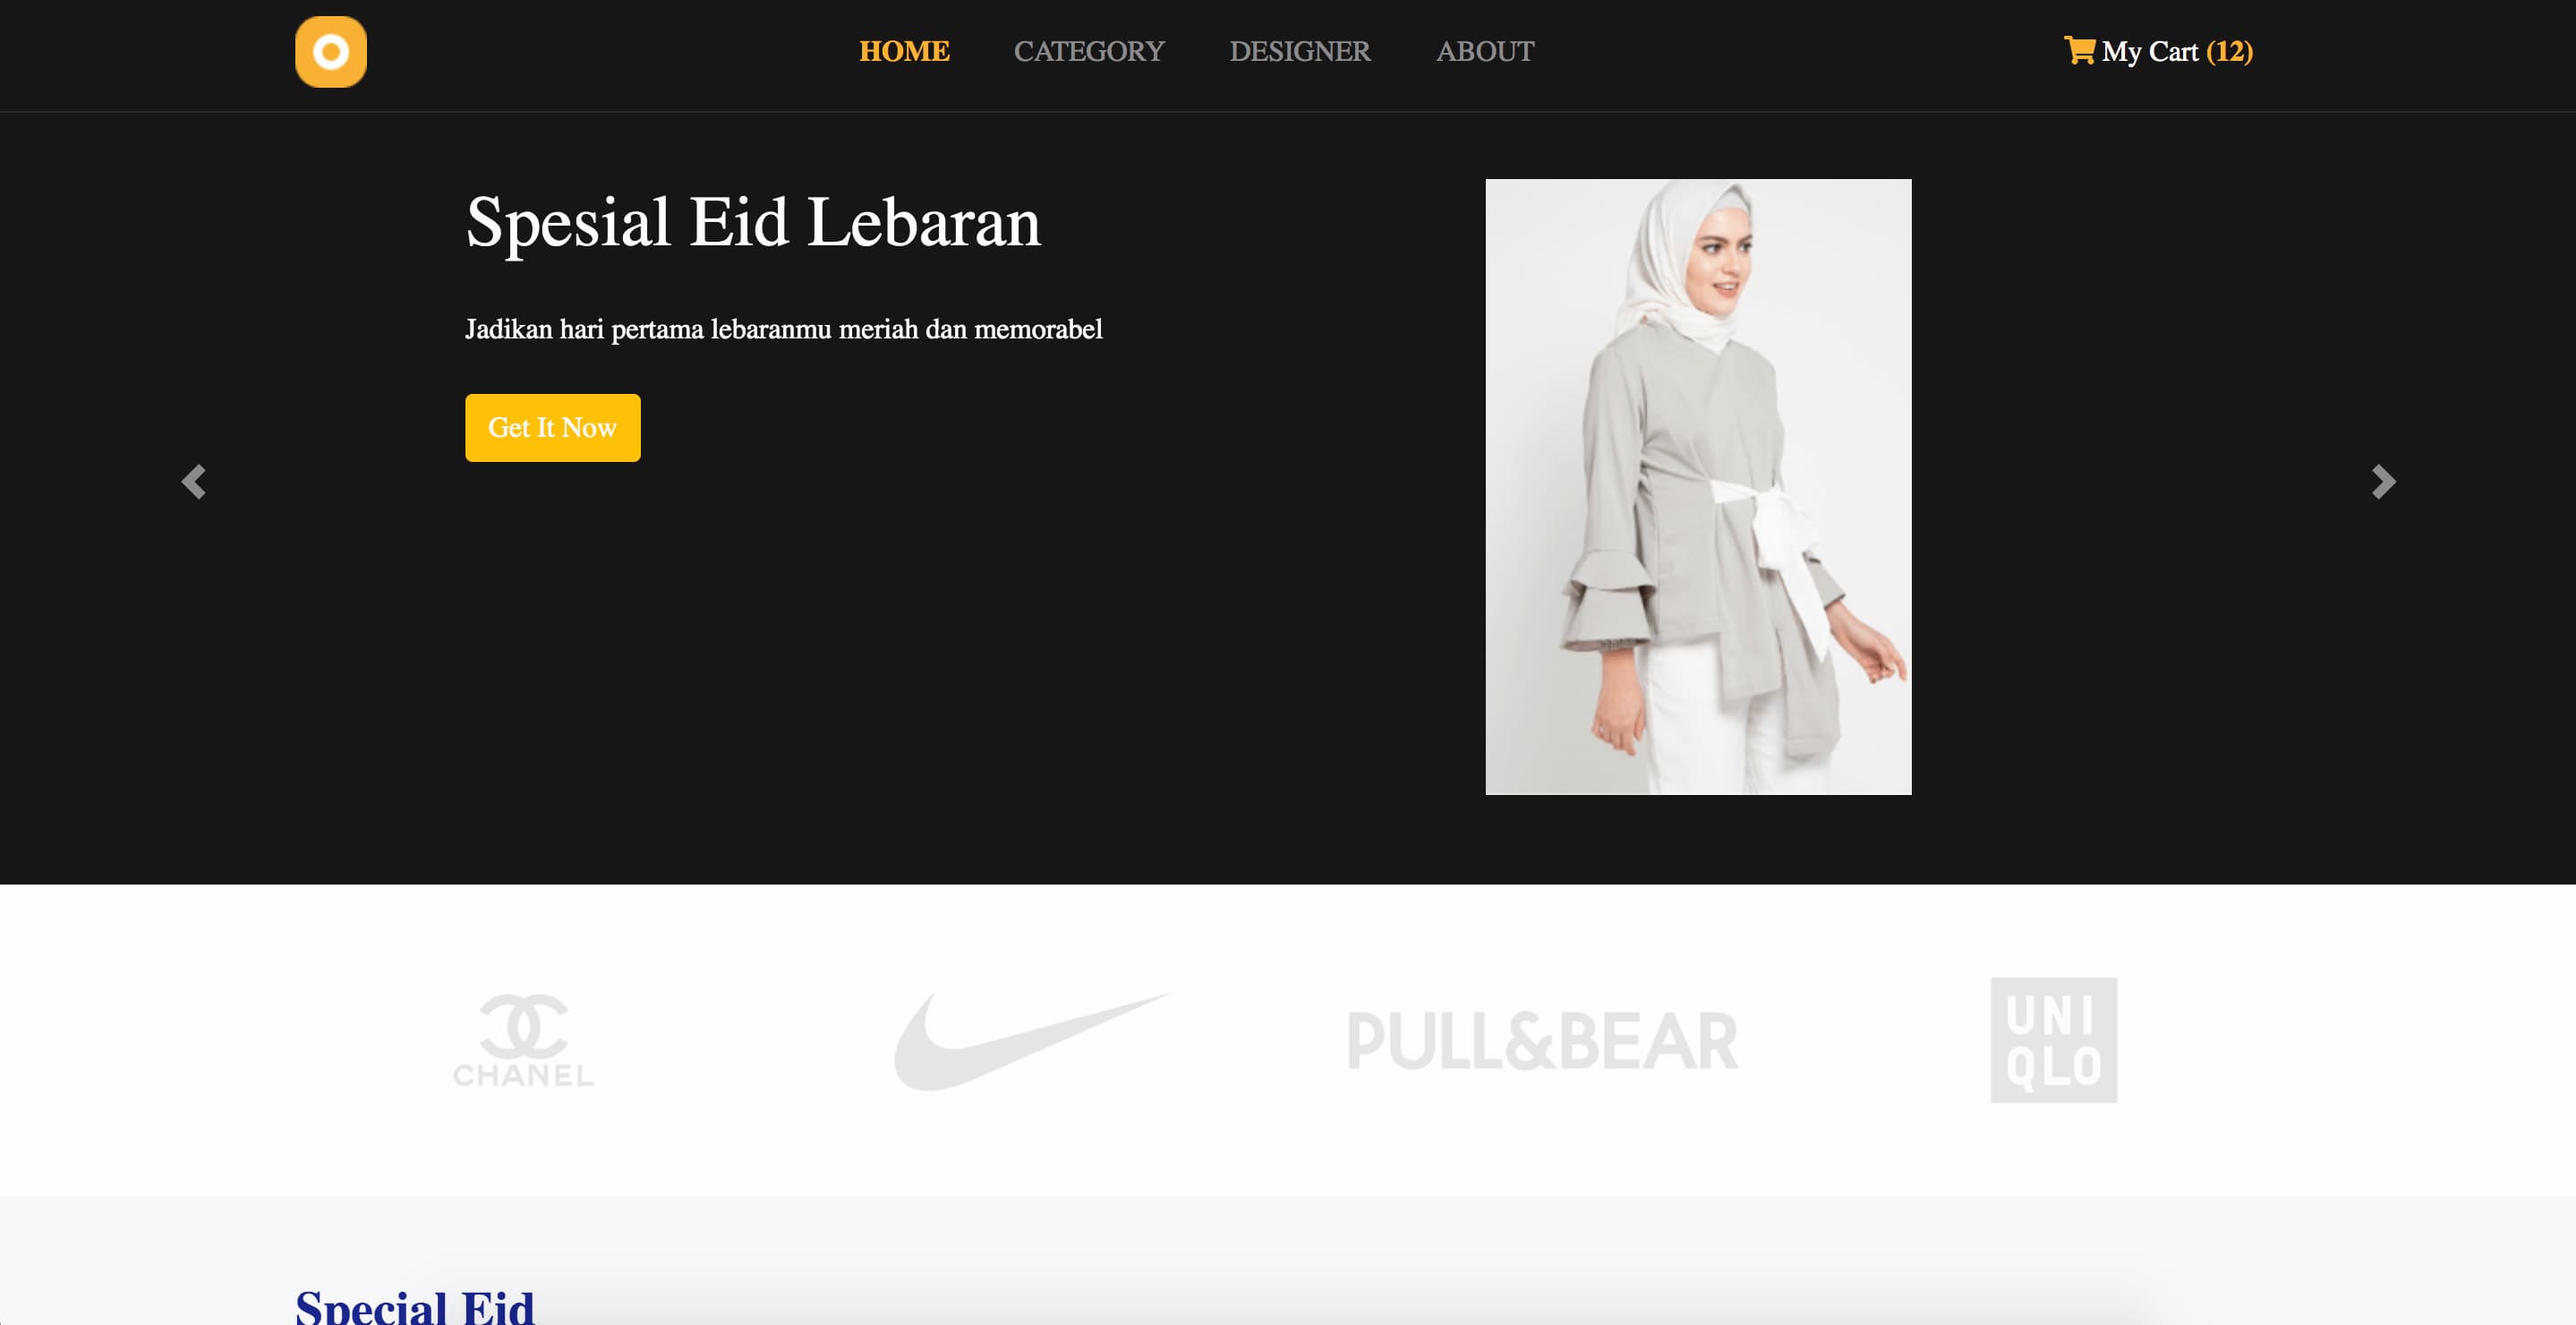 HOME CATEGORY DESIGNER ABOUT My Cart (12)
Spesial Eid Lebaran
Jadikan hari pertama lebaranmu meriah dan memorabel
Get It Now
CHANEL
PULL&BEAR
UNI
QLO
Special Eid